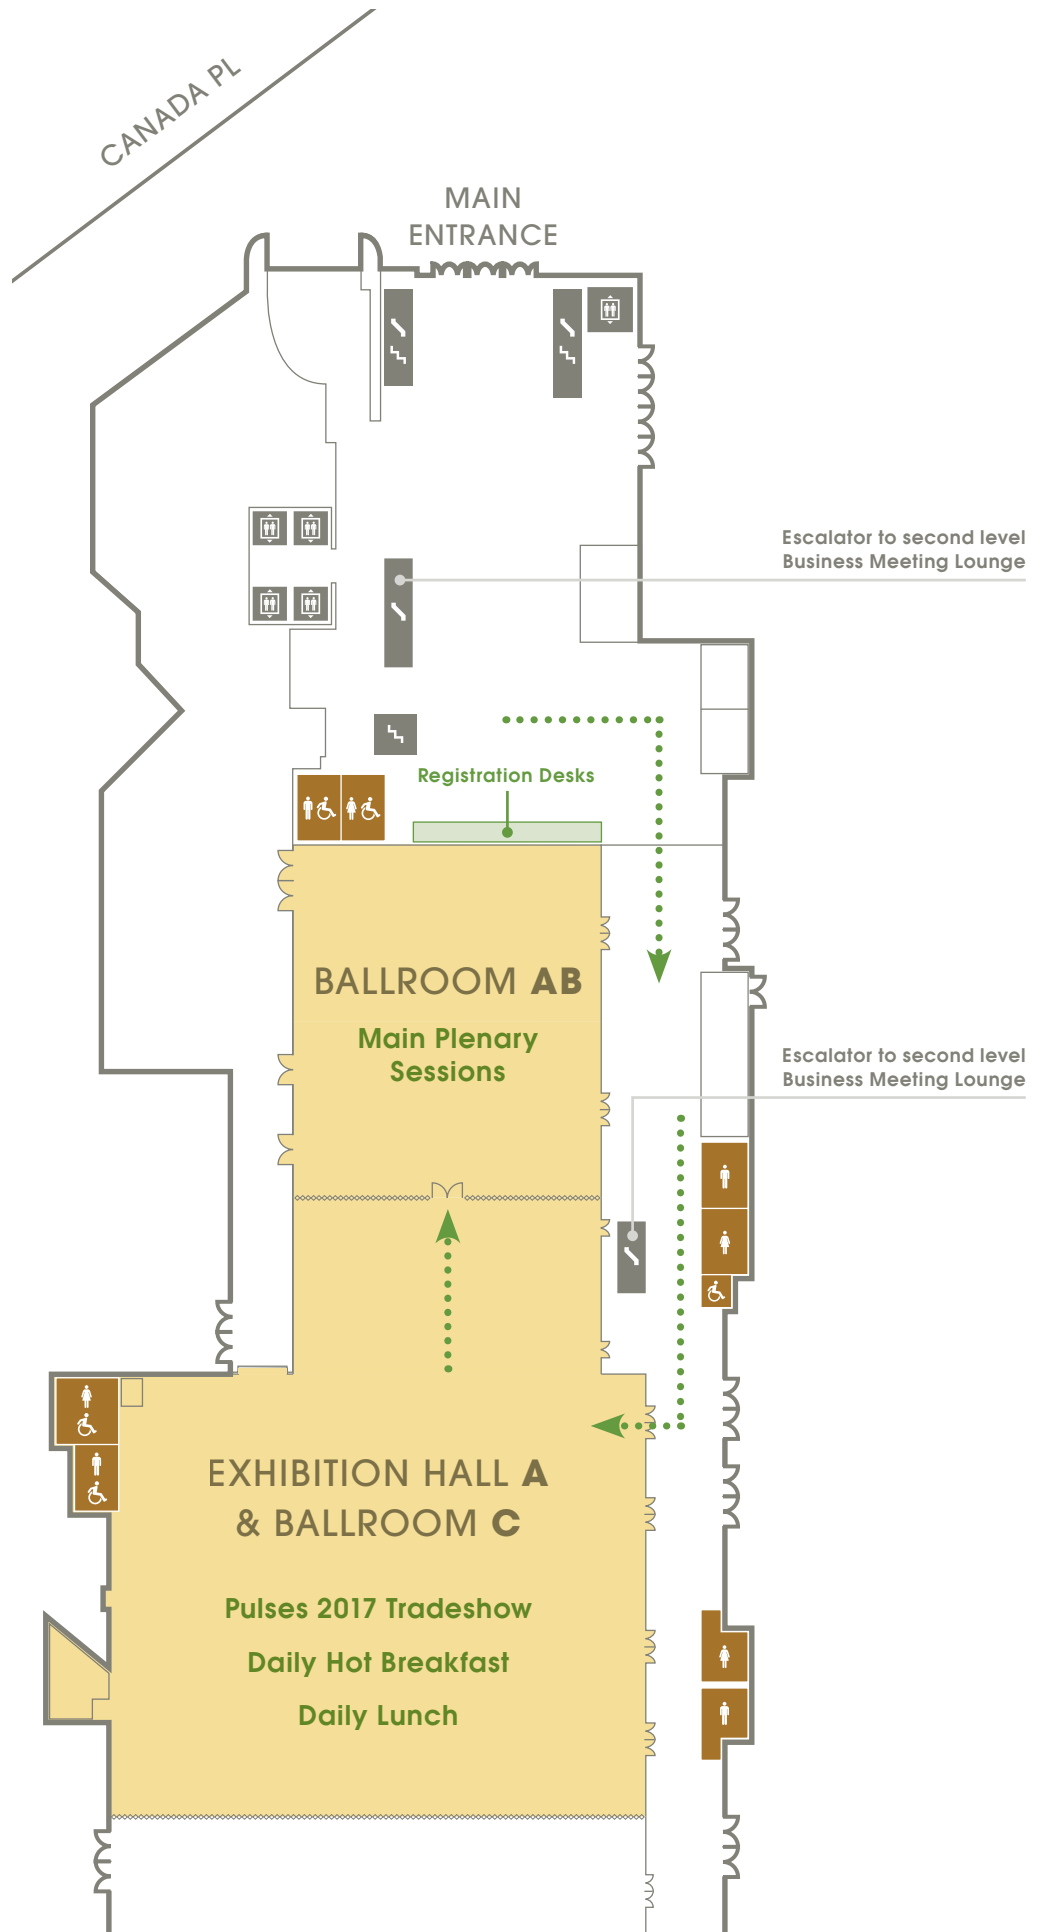 CANADA PL
MAIN
ENTRANCE
Escalator to second level
Business Meeting Lounge
Registration Desks
BALLROOM AB
Main Plenary
Sessions
Escalator to second level
Business Meeting Lounge
EXHIBITION HALL A
& BALLROOM C
Pulses 2017 Tradeshow
Daily Hot Breakfast
Daily Lunch